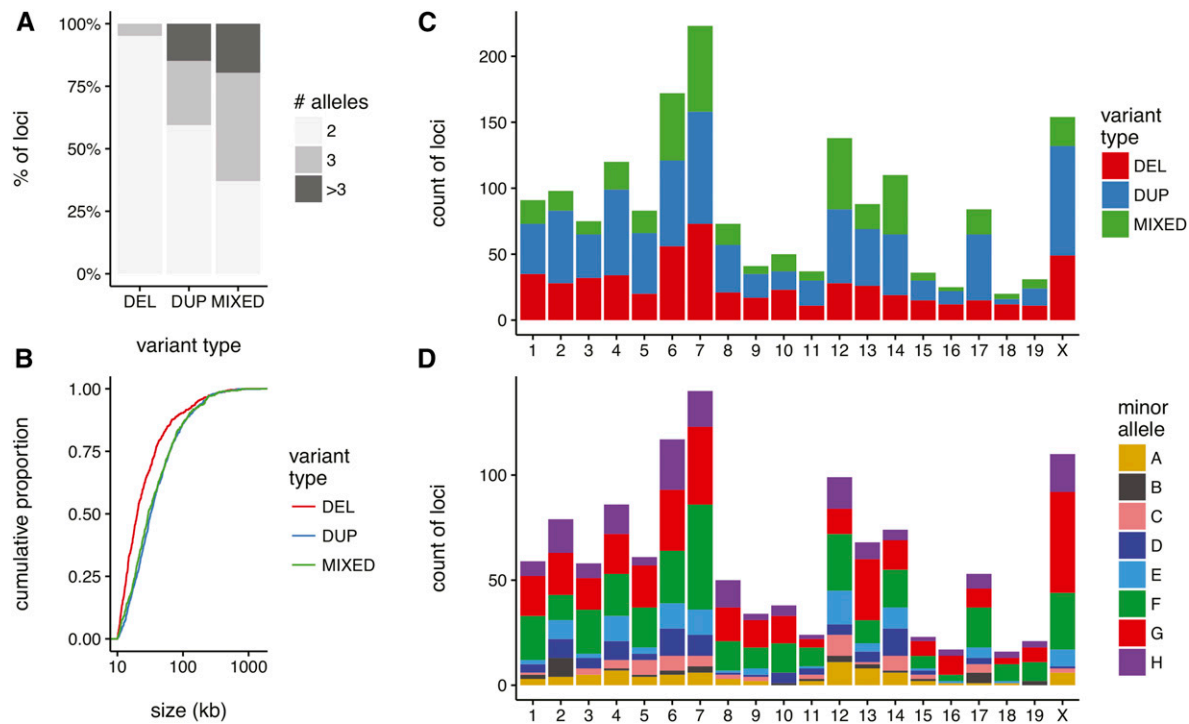 A
100%
75%
50%
25%
0%
% of loci
DEL DUP MIXED
variant type
# alleles
2
3
>3
B
1.00
0.75
0.50
0.25
0.00
cumulative proportion
10 100 1000
size (kb)
variant
type
DEL
DUP
MIXED
C
200
150
100
50
0
count of loci
1 2 3 4 5 6 7 8 9 10 11 12 13 14 15 16 17 18 19 X
variant
type
DEL
DUP
MIXED
D
100
50
0
count of loci
1 2 3 4 5 6 7 8 9 10 11 12 13 14 15 16 17 18 19 X
minor
allele
A
B
C
D
E
F
G
H